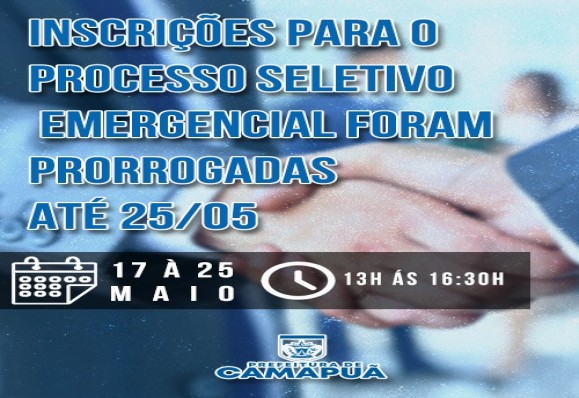 INSCRIÇÕES PARA O
PROCESSO SELETIVO
EMERGENCIAL FORAM
PRORROGADAS
ATÉ 25/05
17 À 25
MAIO
13H ÁS 16:30H
PREFEITURA DE
CAMAPUÃ